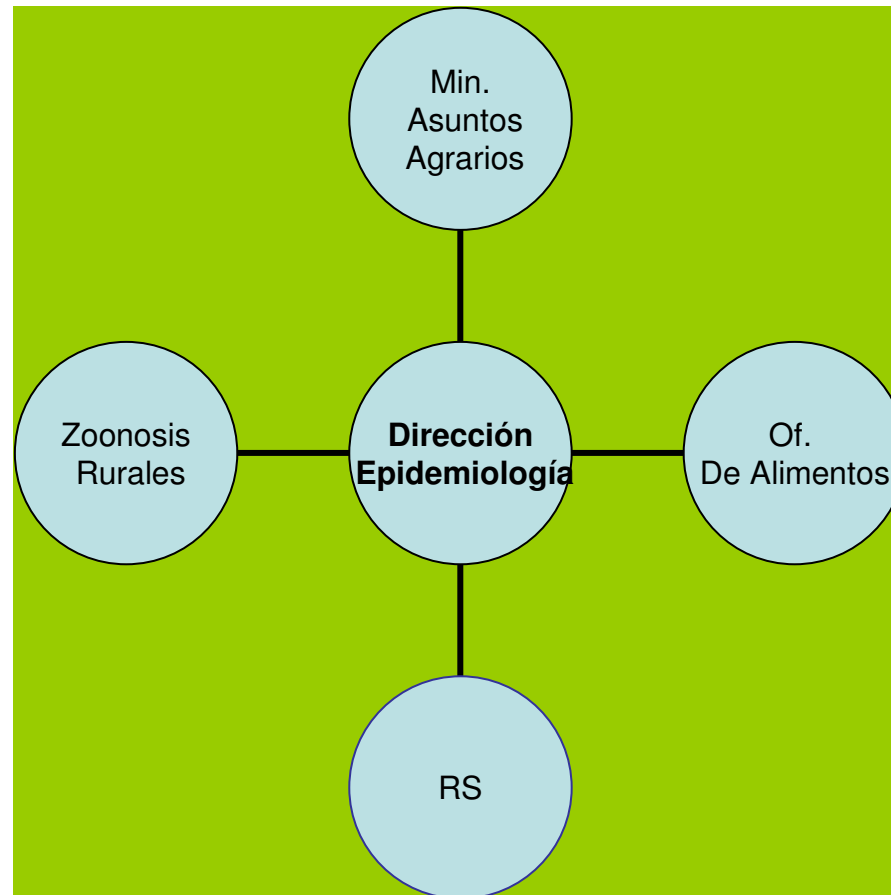 Min.
Asuntos
Agrarios
Zoonosis
Rurales
Dirección
Epidemiología
Of.
De Alimentos
RS